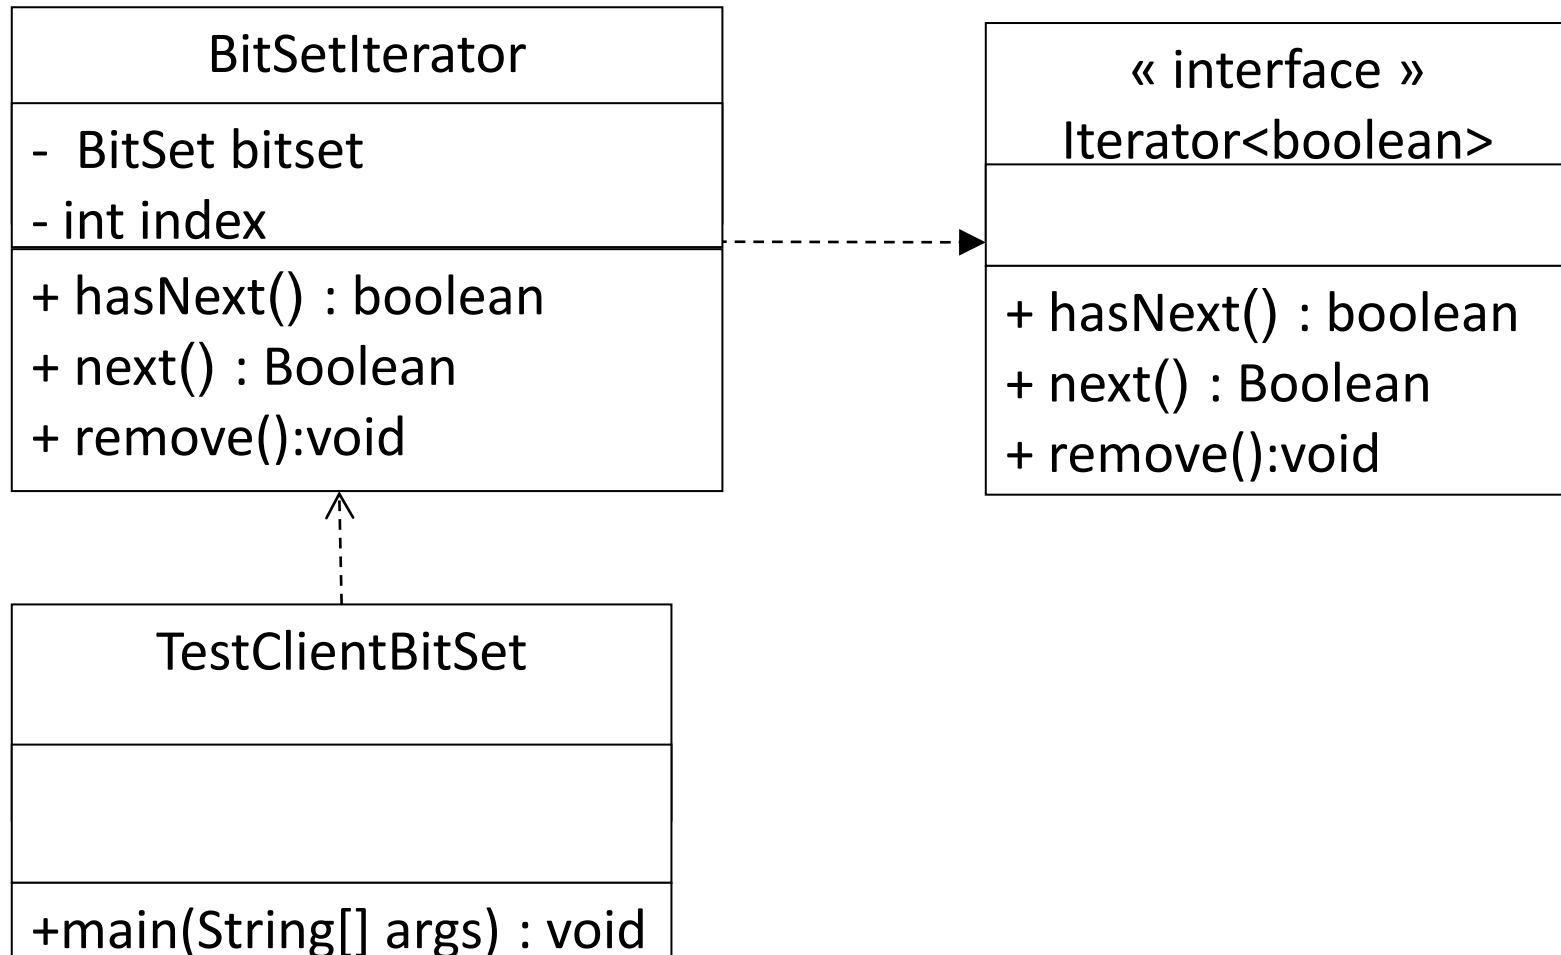 BitSetIterator
- BitSet bitset
- int index
+ hasNext() : boolean
+ next() : Boolean
+ remove():void
« interface »
Iterator<boolean>
+ hasNext() : boolean
+ next() : Boolean
+ remove():void
TestClientBitSet
+main(String[] args) : void